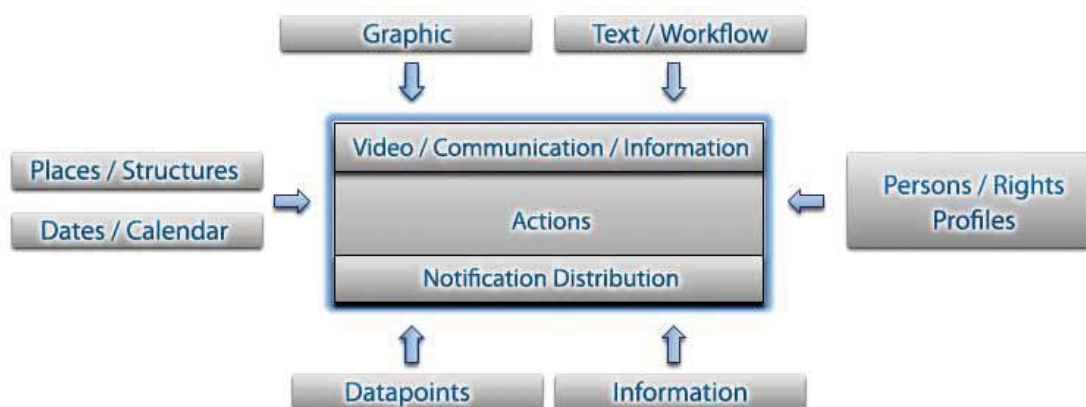 Graphic
Text / Workflow
Video / Communication / Information
Places / Structures
Dates / Calendar
Actions
Persons / Rights
Profiles
Notification Distribution
Datapoints
Information